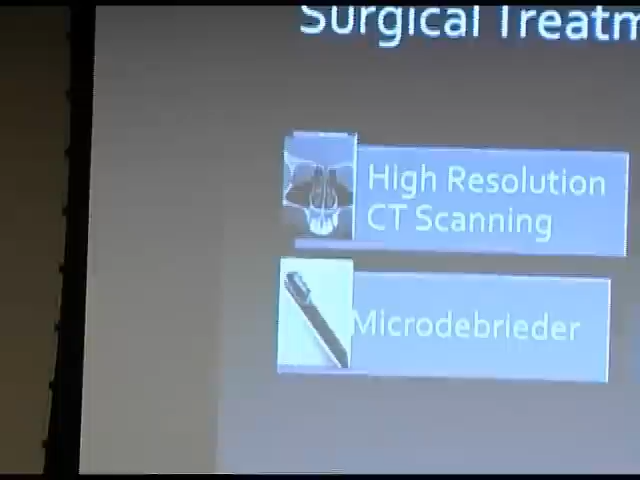 Surgical Treatm
High Resolution
CT Scanning
Microdebrieder